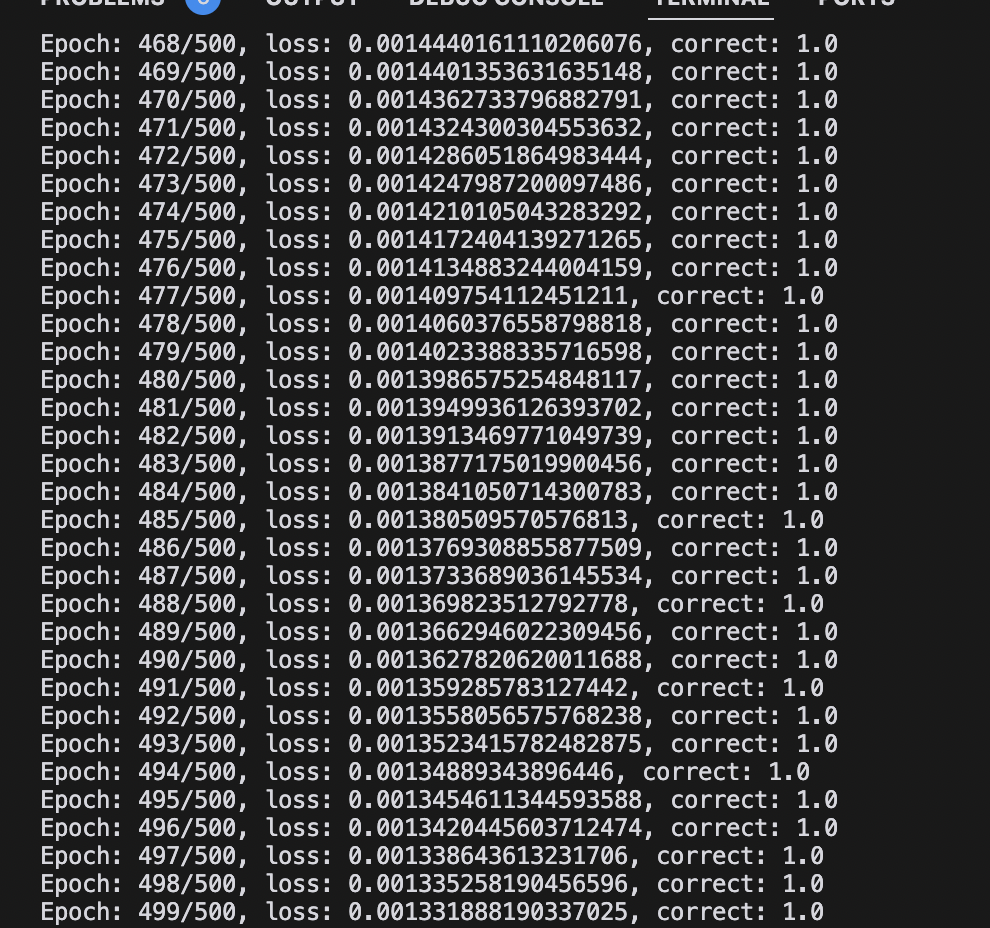 PROBLEMS 8 OUTPUT DEBUG CONSOLE TERMINAL PORTS
Epoch: 468/500, loss: 0.0014440161110206076, correct: 1.0
Epoch: 469/500, loss: 0.0014401353631635148, correct: 1.0
Epoch: 470/500, loss: 0.0014362733796882791, correct: 1.0
Epoch: 471/500, loss: 0.0014324300304553632, correct: 1.0
Epoch: 472/500, loss: 0.0014286051864983444, correct: 1.0
Epoch: 473/500, loss: 0.0014247987200097486, correct: 1.0
Epoch: 474/500, loss: 0.0014210105043283292, correct: 1.0
Epoch: 475/500, loss: 0.0014172404139271265, correct: 1.0
Epoch: 476/500, loss: 0.0014134883244004159, correct: 1.0
Epoch: 477/500, loss: 0.001409754112451211, correct: 1.0
Epoch: 478/500, loss: 0.0014060376558798818, correct: 1.0
Epoch: 479/500, loss: 0.0014023388335716598, correct: 1.0
Epoch: 480/500, loss: 0.0013986575254848117, correct: 1.0
Epoch: 481/500, loss: 0.0013949936126393702, correct: 1.0
Epoch: 482/500, loss: 0.0013913469771049739, correct: 1.0
Epoch: 483/500, loss: 0.0013877175019900456, correct: 1.0
Epoch: 484/500, loss: 0.0013841050714300783, correct: 1.0
Epoch: 485/500, loss: 0.001380509570576813, correct: 1.0
Epoch: 486/500, loss: 0.0013769308855877509, correct: 1.0
Epoch: 487/500, loss: 0.0013733689036145534, correct: 1.0
Epoch: 488/500, loss: 0.001369823512792778, correct: 1.0
Epoch: 489/500, loss: 0.0013662946022309456, correct: 1.0
Epoch: 490/500, loss: 0.0013627820620011688, correct: 1.0
Epoch: 491/500, loss: 0.001359285783127442, correct: 1.0
Epoch: 492/500, loss: 0.0013558056575768238, correct: 1.0
Epoch: 493/500, loss: 0.0013523415782482875, correct: 1.0
Epoch: 494/500, loss: 0.00134889343896446, correct: 1.0
Epoch: 495/500, loss: 0.0013454611344593588, correct: 1.0
Epoch: 496/500, loss: 0.0013420445603712474, correct: 1.0
Epoch: 497/500, loss: 0.001338643613231706, correct: 1.0
Epoch: 498/500, loss: 0.001335258190456596, correct: 1.0
Epoch: 499/500, loss: 0.001331888190337025, correct: 1.0